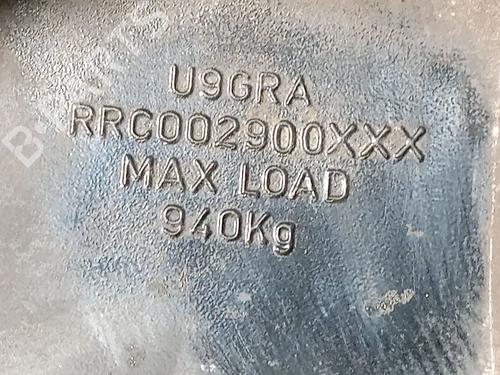 U9GRA
RRC002900XXX
MAX LOAD
940Kg